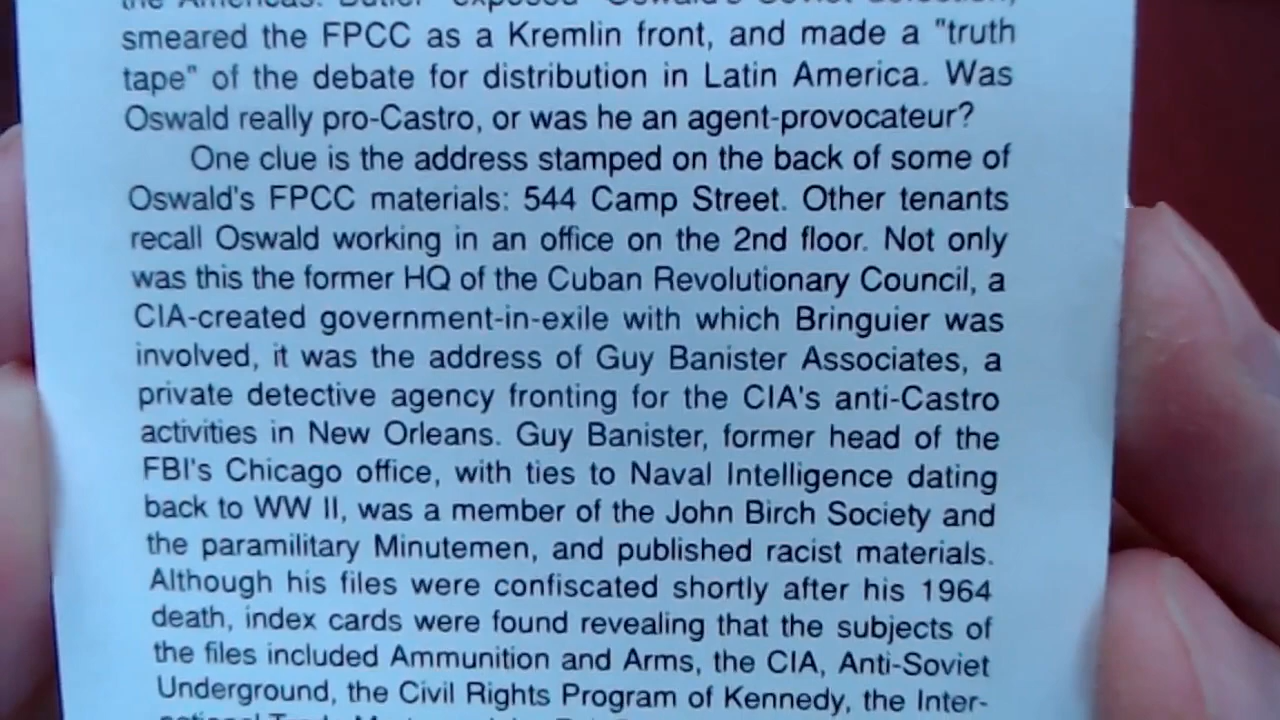 the Americas. Butler "exposed" Oswald's Soviet defection,
smeared the FPCC as a Kremlin front, and made a "truth
tape" of the debate for distribution in Latin America. Was
Oswald really pro-Castro, or was he an agent-provocateur?
One clue is the address stamped on the back of some of
Oswald's FPCC materials: 544 Camp Street. Other tenants
recall Oswald working in an office on the 2nd floor. Not only
was this the former HQ of the Cuban Revolutionary Council, a
CIA-created government-in-exile with which Bringuier was
involved, it was the address of Guy Banister Associates, a
private detective agency fronting for the CIA's anti-Castro
activities in New Orleans. Guy Banister, former head of the
FBI's Chicago office, with ties to Naval Intelligence dating
back to WW II, was a member of the John Birch Society and
the paramilitary Minutemen, and published racist materials.
Although his files were confiscated shortly after his 1964
death, index cards were found revealing that the subjects of
the files included Ammunition and Arms, the CIA, Anti-Soviet
Underground, the Civil Rights Program of Kennedy, the Inter-
national Trade